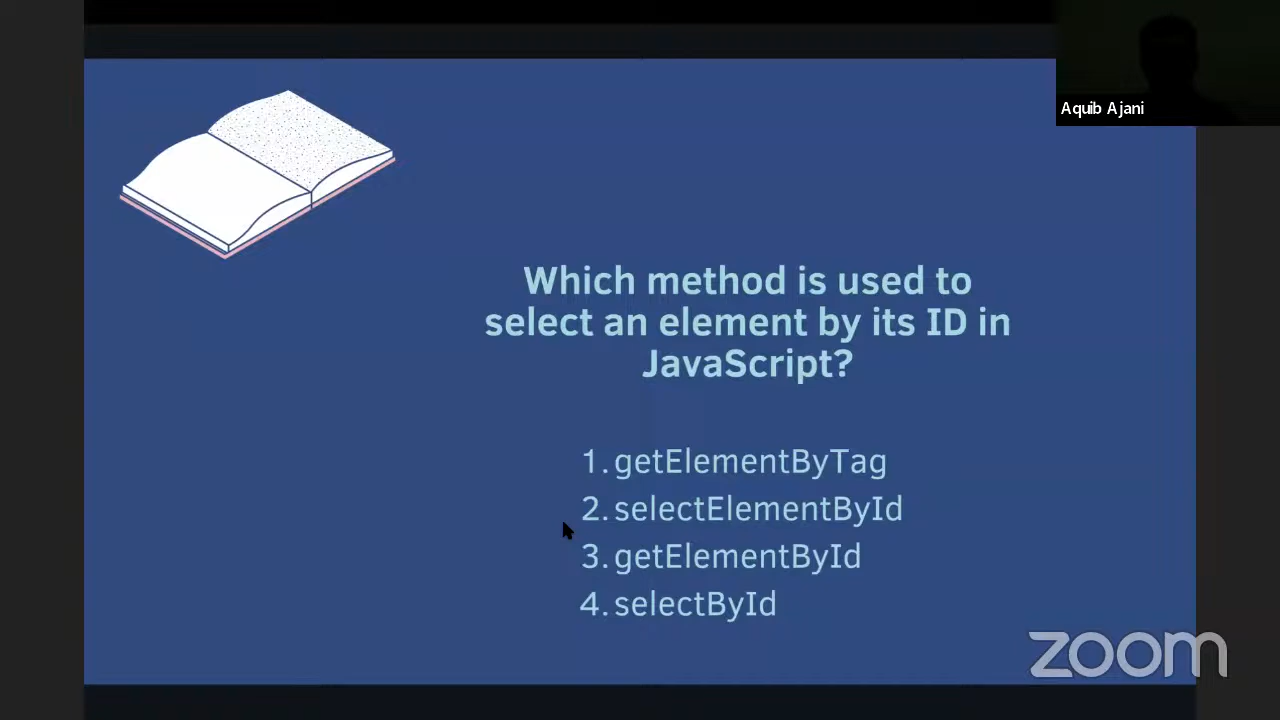 Aquib Ajani
Which method is used to
select an element by its ID in
JavaScript?
1. getElementByTag
2. selectElementById
3. getElementById
4. selectById
zoom